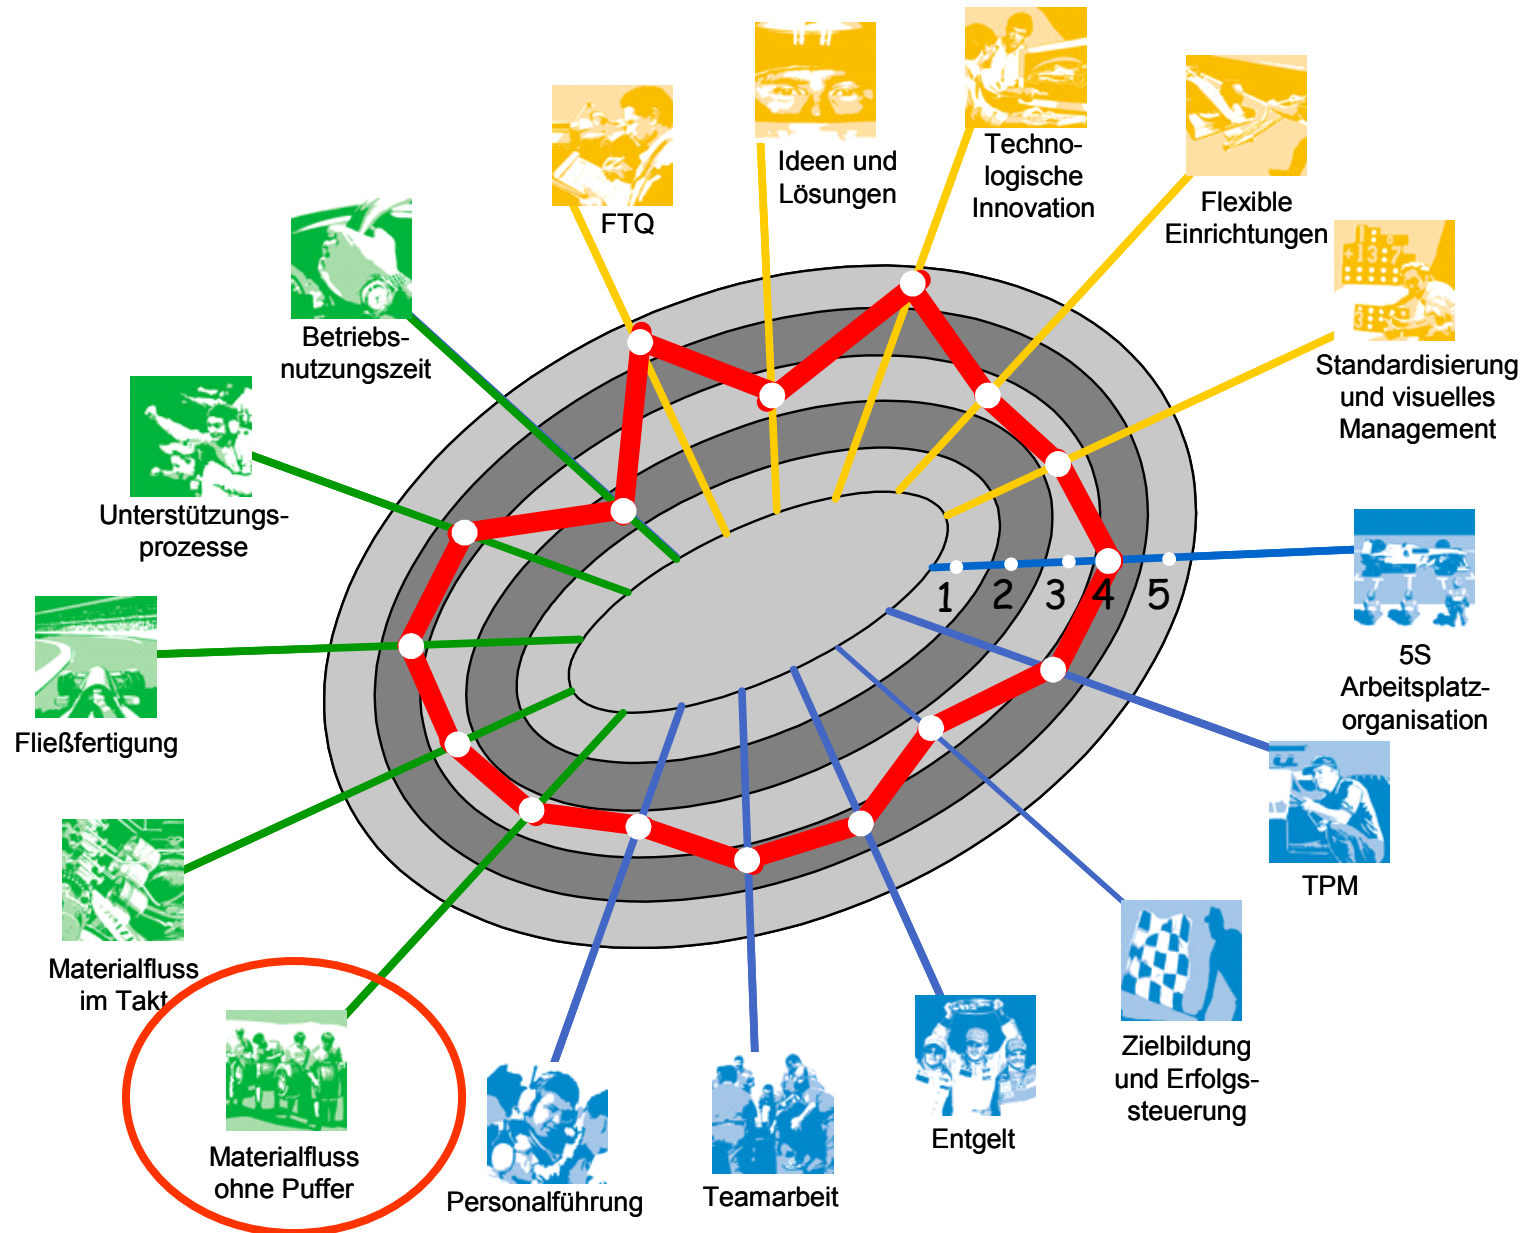 Ideen und
Lösungen
Techno-
logische
Innovation
Flexible
Einrichtungen
FTQ
+13•7
Standardisierung
und visuelles
Management
Betriebs-
nutzungszeit
Unterstützungs-
prozesse
1 2 3 4 5
5S
Arbeitsplatz-
organisation
Fließfertigung
TPM
Materialfluss
im Takt
Zielbildung
und Erfolgs-
steuerung
Entgelt
Materialfluss
ohne Puffer
Personalführung
Teamarbeit